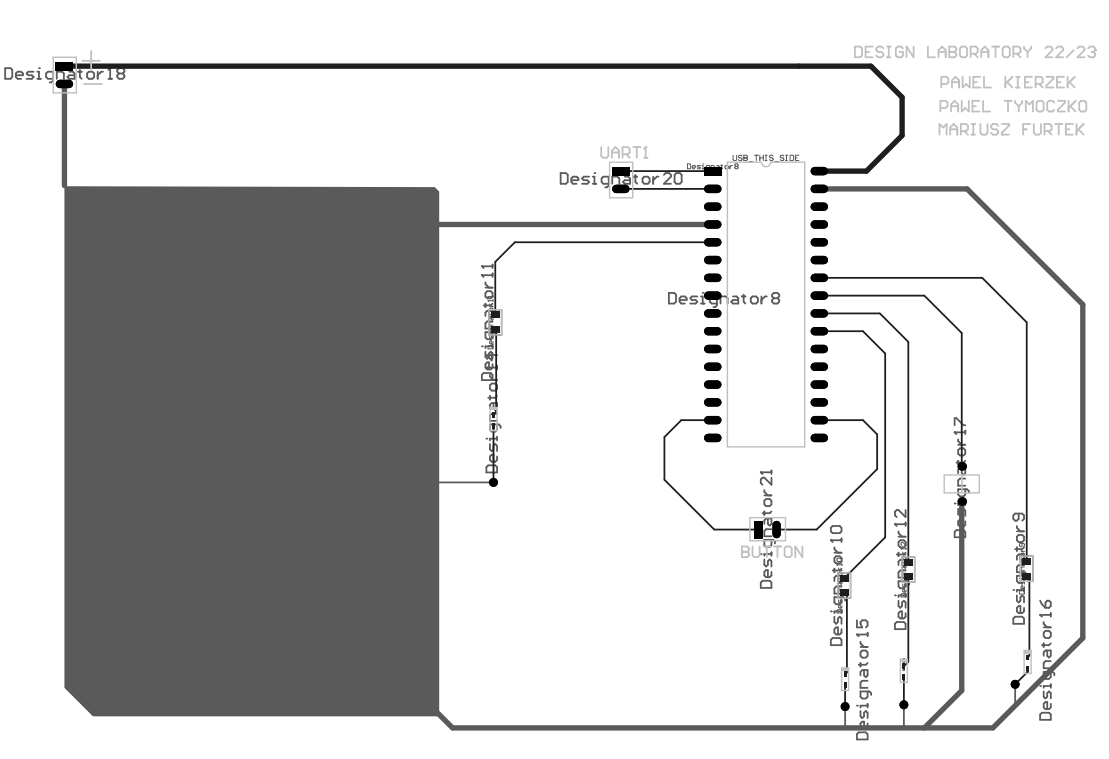 DESIGN LABORATORY 22/23
Designator18
PAWEL KIERZEK
PAWEL TYMOCZKO
MARIUSZ FURTEK
UART1
USB_THIS_SIDE
Designator8
Designator20
Designator11
Designator8
Designator17
Designator21
BUTTON
Designator12
Designator9
Designator10
Designator16
Designator15